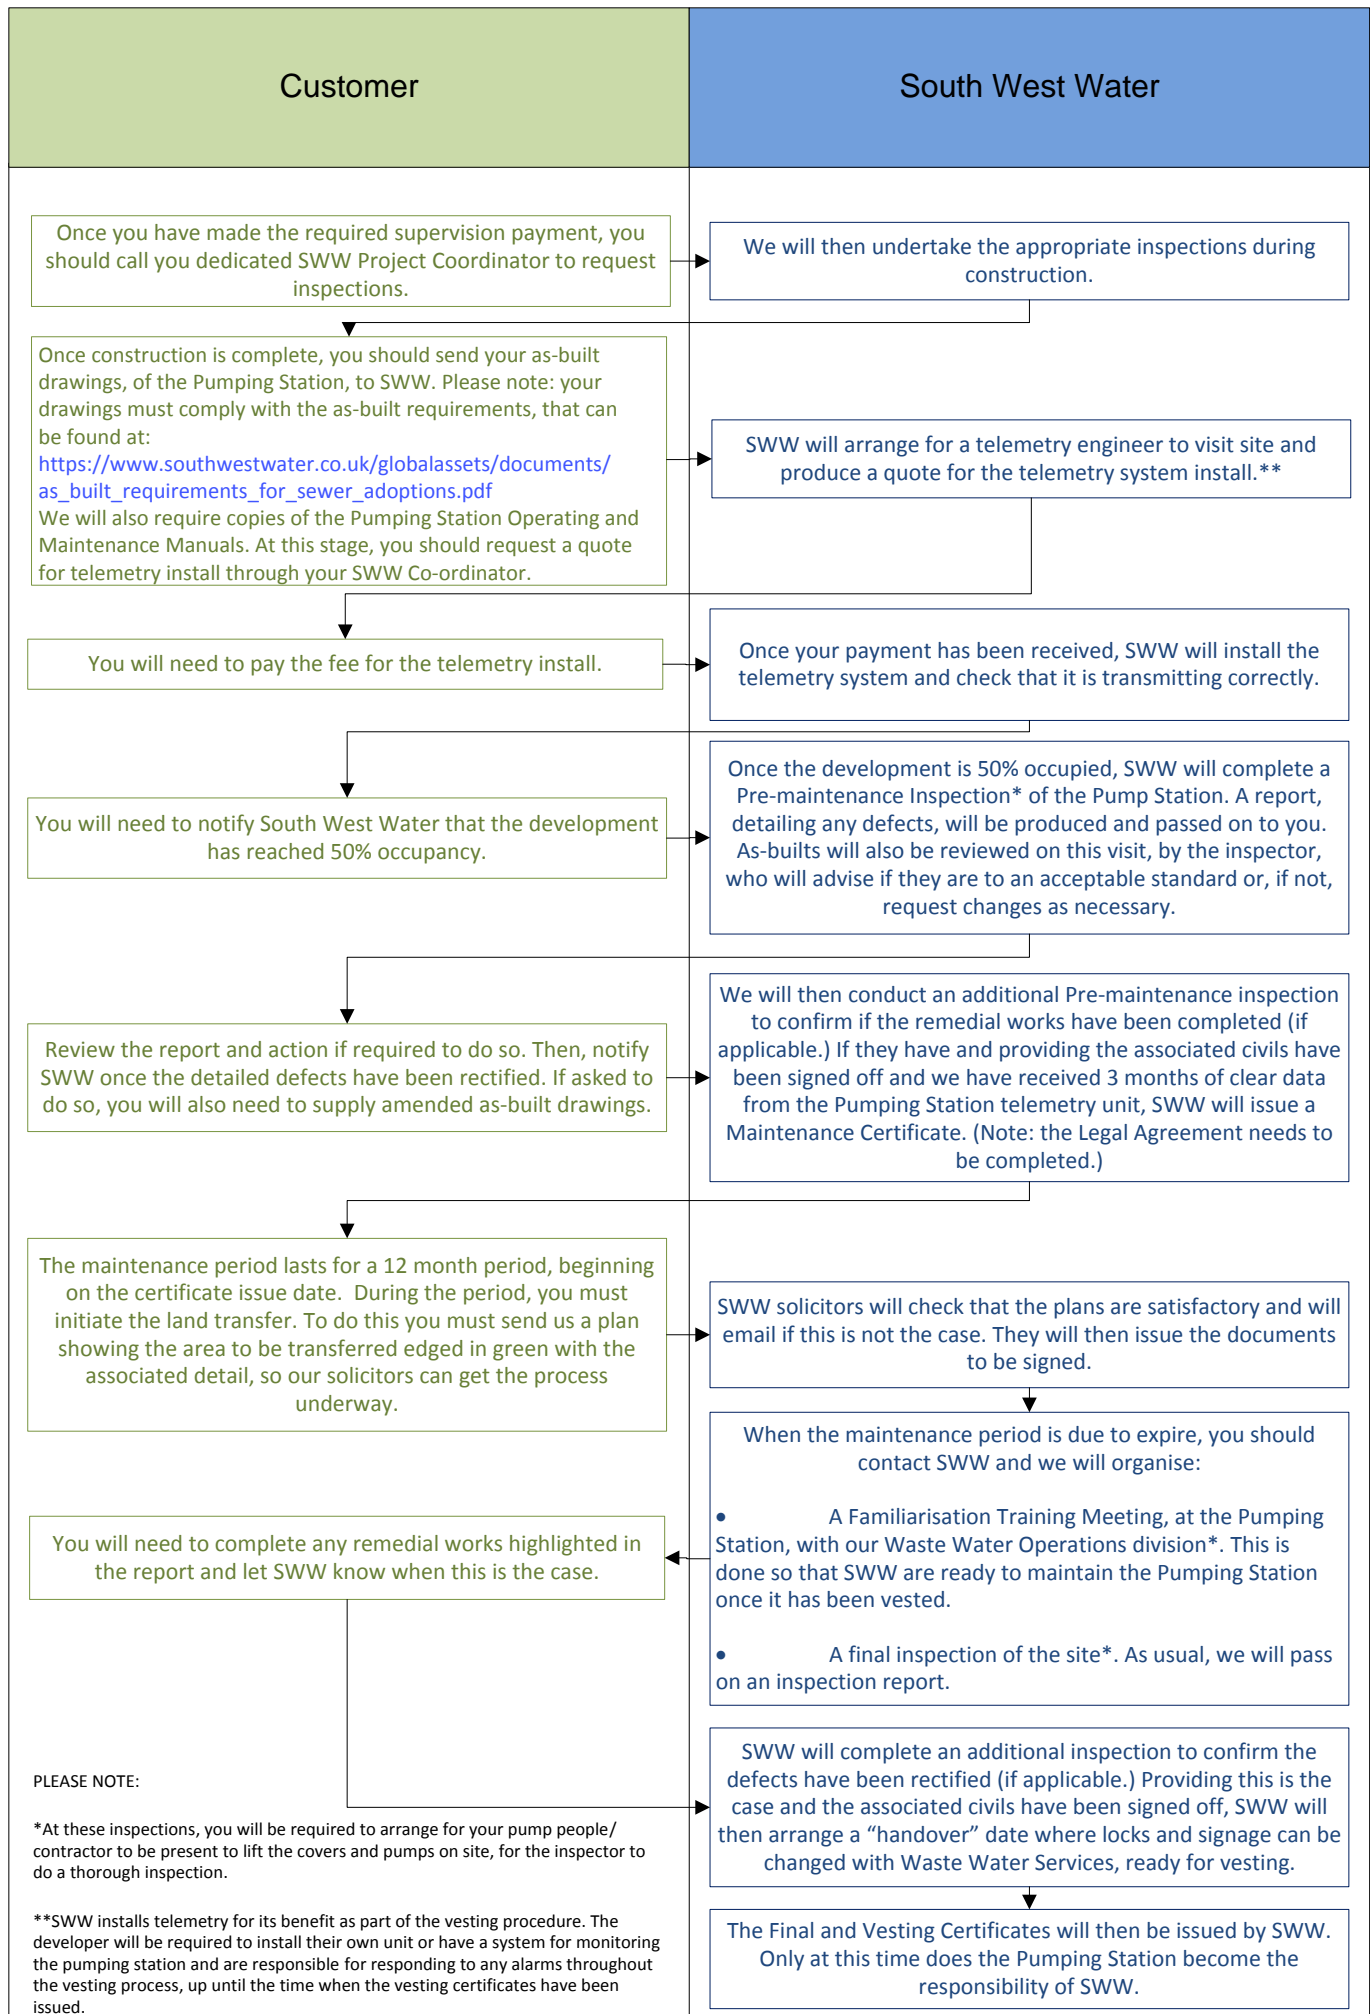 Customer
South West Water
Once you have made the required supervision payment, you
should call you dedicated SWW Project Coordinator to request
inspections.
We will then undertake the appropriate inspections during
construction.
Once construction is complete, you should send your as-built
drawings, of the Pumping Station, to SWW. Please note: your
drawings must comply with the as-built requirements, that can
be found at:
https://www.southwestwater.co.uk/globalassets/documents/
as_built_requirements_for_sewer_adoptions.pdf
We will also require copies of the Pumping Station Operating and
Maintenance Manuals. At this stage, you should request a quote
for telemetry install through your SWW Co-ordinator.
SWW will arrange for a telemetry engineer to visit site and
produce a quote for the telemetry system install.**
You will need to pay the fee for the telemetry install.
Once your payment has been received, SWW will install the
telemetry system and check that it is transmitting correctly.
You will need to notify South West Water that the development
has reached 50% occupancy.
Once the development is 50% occupied, SWW will complete a
Pre-maintenance Inspection* of the Pump Station. A report,
detailing any defects, will be produced and passed on to you.
As-builts will also be reviewed on this visit, by the inspector,
who will advise if they are to an acceptable standard or, if not,
request changes as necessary.
Review the report and action if required to do so. Then, notify
SWW once the detailed defects have been rectified. If asked to
do so, you will also need to supply amended as-built drawings.
We will then conduct an additional Pre-maintenance inspection
to confirm if the remedial works have been completed (if
applicable.) If they have and providing the associated civils have
been signed off and we have received 3 months of clear data
from the Pumping Station telemetry unit, SWW will issue a
Maintenance Certificate. (Note: the Legal Agreement needs to
be completed.)
The maintenance period lasts for a 12 month period, beginning
on the certificate issue date.  During the period, you must
initiate the land transfer. To do this you must send us a plan
showing the area to be transferred edged in green with the
associated detail, so our solicitors can get the process
underway.
SWW solicitors will check that the plans are satisfactory and will
email if this is not the case. They will then issue the documents
to be signed.
When the maintenance period is due to expire, you should
contact SWW and we will organise:
• A Familiarisation Training Meeting, at the Pumping
Station, with our Waste Water Operations division*. This is
done so that SWW are ready to maintain the Pumping Station
once it has been vested.
• A final inspection of the site*. As usual, we will pass
on an inspection report.
You will need to complete any remedial works highlighted in
the report and let SWW know when this is the case.
SWW will complete an additional inspection to confirm the
defects have been rectified (if applicable.) Providing this is the
case and the associated civils have been signed off, SWW will
then arrange a “handover” date where locks and signage can be
changed with Waste Water Services, ready for vesting.
The Final and Vesting Certificates will then be issued by SWW.
Only at this time does the Pumping Station become the
responsibility of SWW.
PLEASE NOTE:
*At these inspections, you will be required to arrange for your pump people/
contractor to be present to lift the covers and pumps on site, for the inspector to
do a thorough inspection.
**SWW installs telemetry for its benefit as part of the vesting procedure. The
developer will be required to install their own unit or have a system for monitoring
the pumping station and are responsible for responding to any alarms throughout
the vesting process, up until the time when the vesting certificates have been
issued.